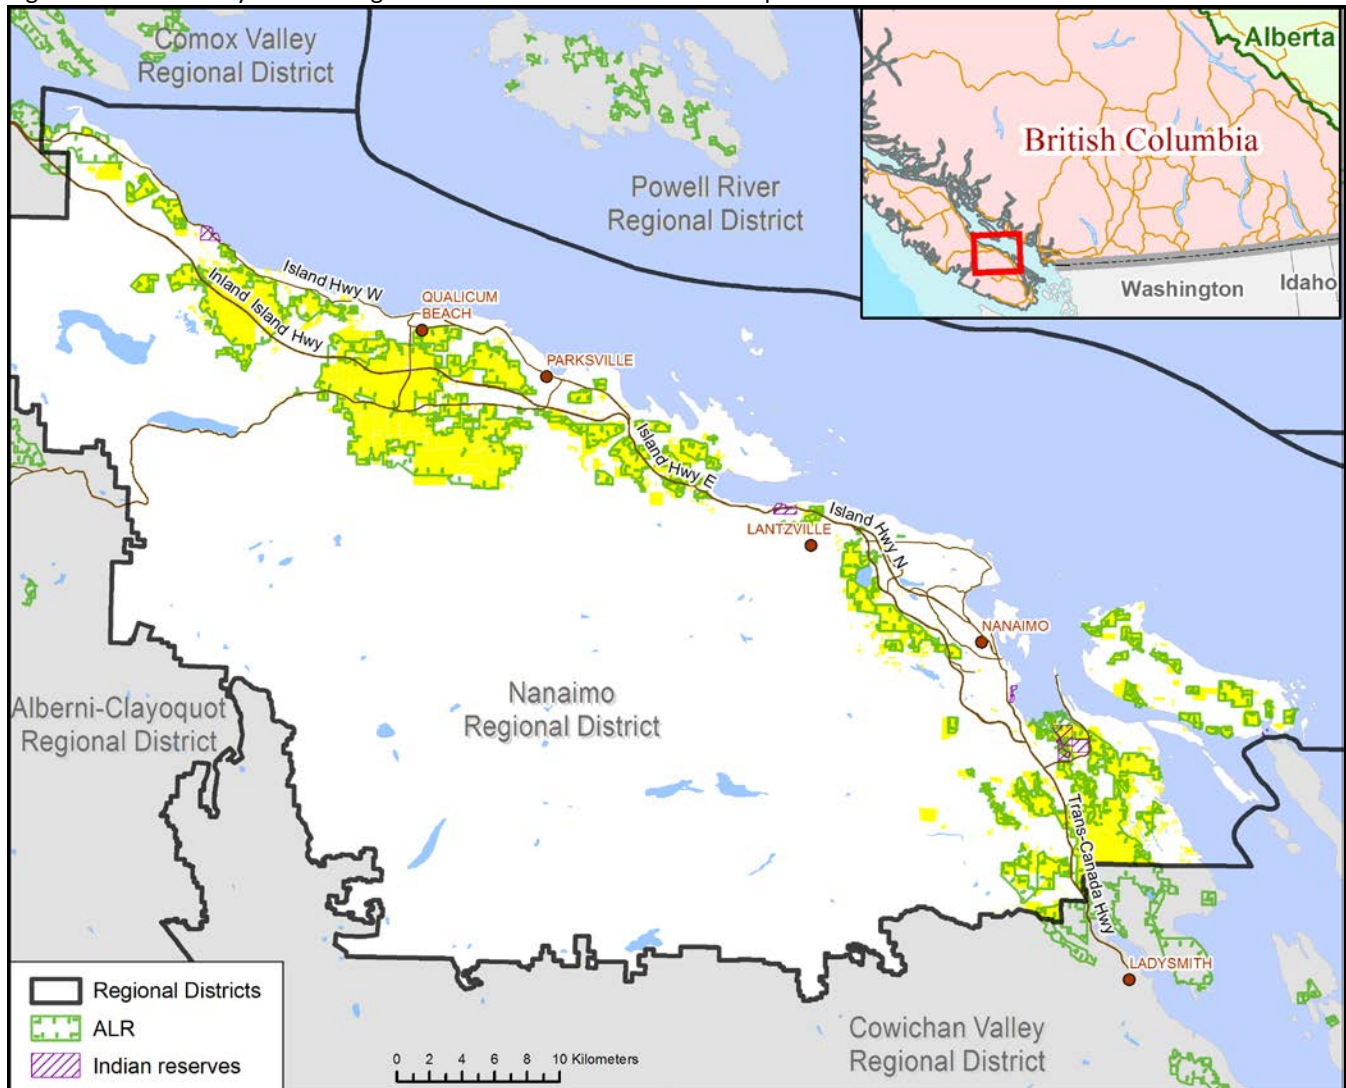 Comox Valley
Regional District
Alberta
British Columbia
Powell River
Regional District
Washington
Idaho
Island Hwy W
Inland Island Hwy
QUALICUM
BEACH
PARKSVILLE
Island Hwy E
LANTZVILLE
Island Hwy N
NANAIMO
Nanaimo
Regional District
Alberni-Clayoquot
Regional District
Trans-Canada Hwy
LADYSMITH
Cowichan Valley
Regional District
Regional Districts
ALR
Indian reserves
0 2 4 6 8 10 Kilometers